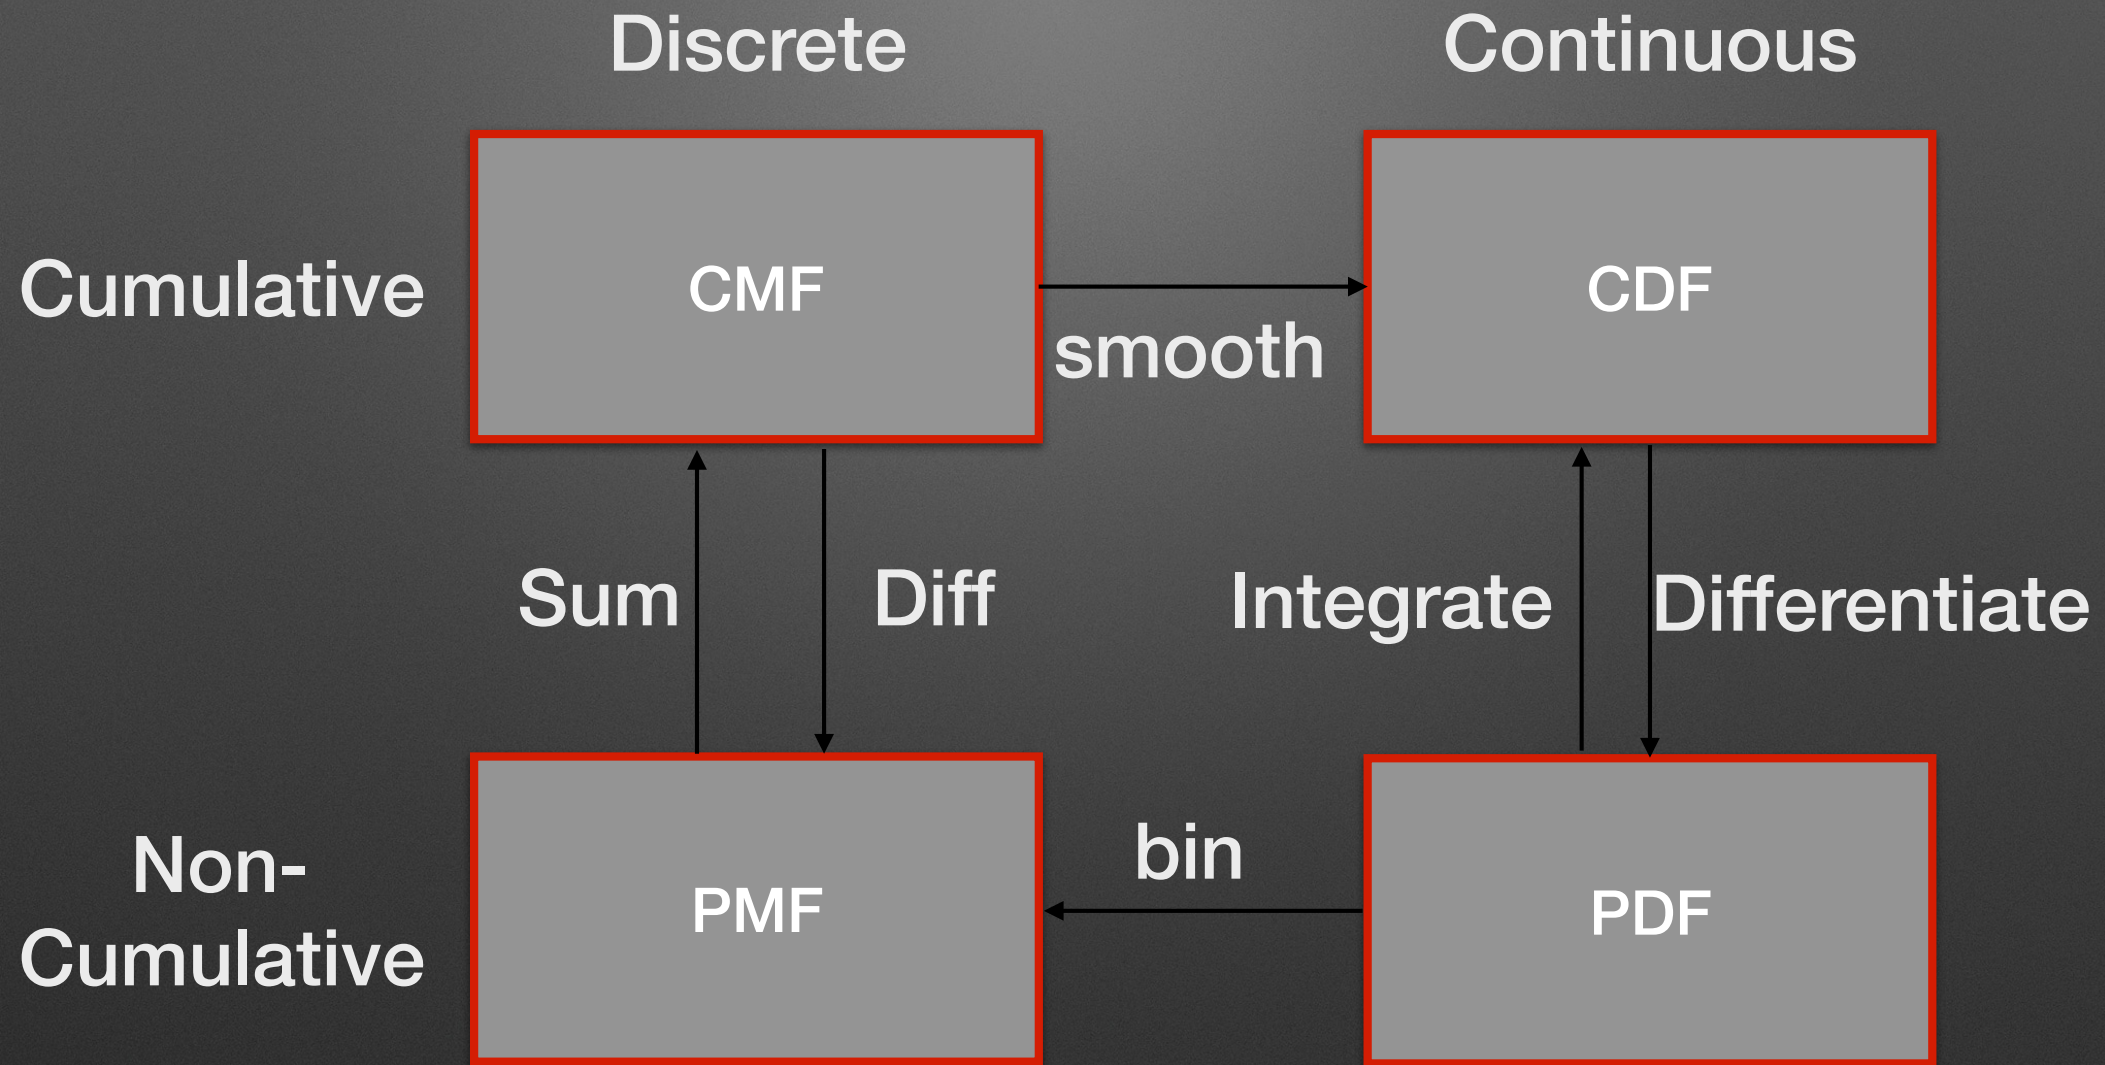 Discrete
Continuous
Cumulative
CMF
CDF
smooth
Sum
Diff
Integrate
Differentiate
Non-
Cumulative
PMF
bin
PDF